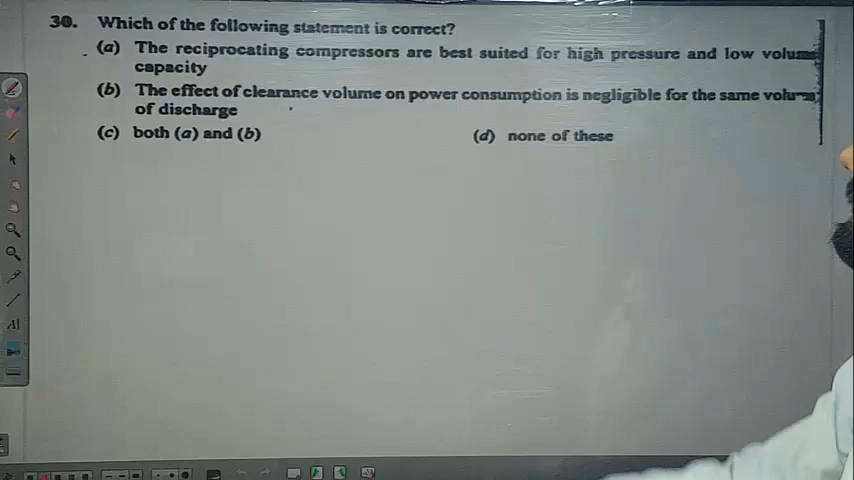 30. Which of the following statement is correct?
(a) The reciprocating compressors are best suited for high pressure and low volume
capacity
(b) The effect of clearance volume on power consumption is negligible for the same volume
of discharge
(c) both (a) and (b) (d) none of these
AI